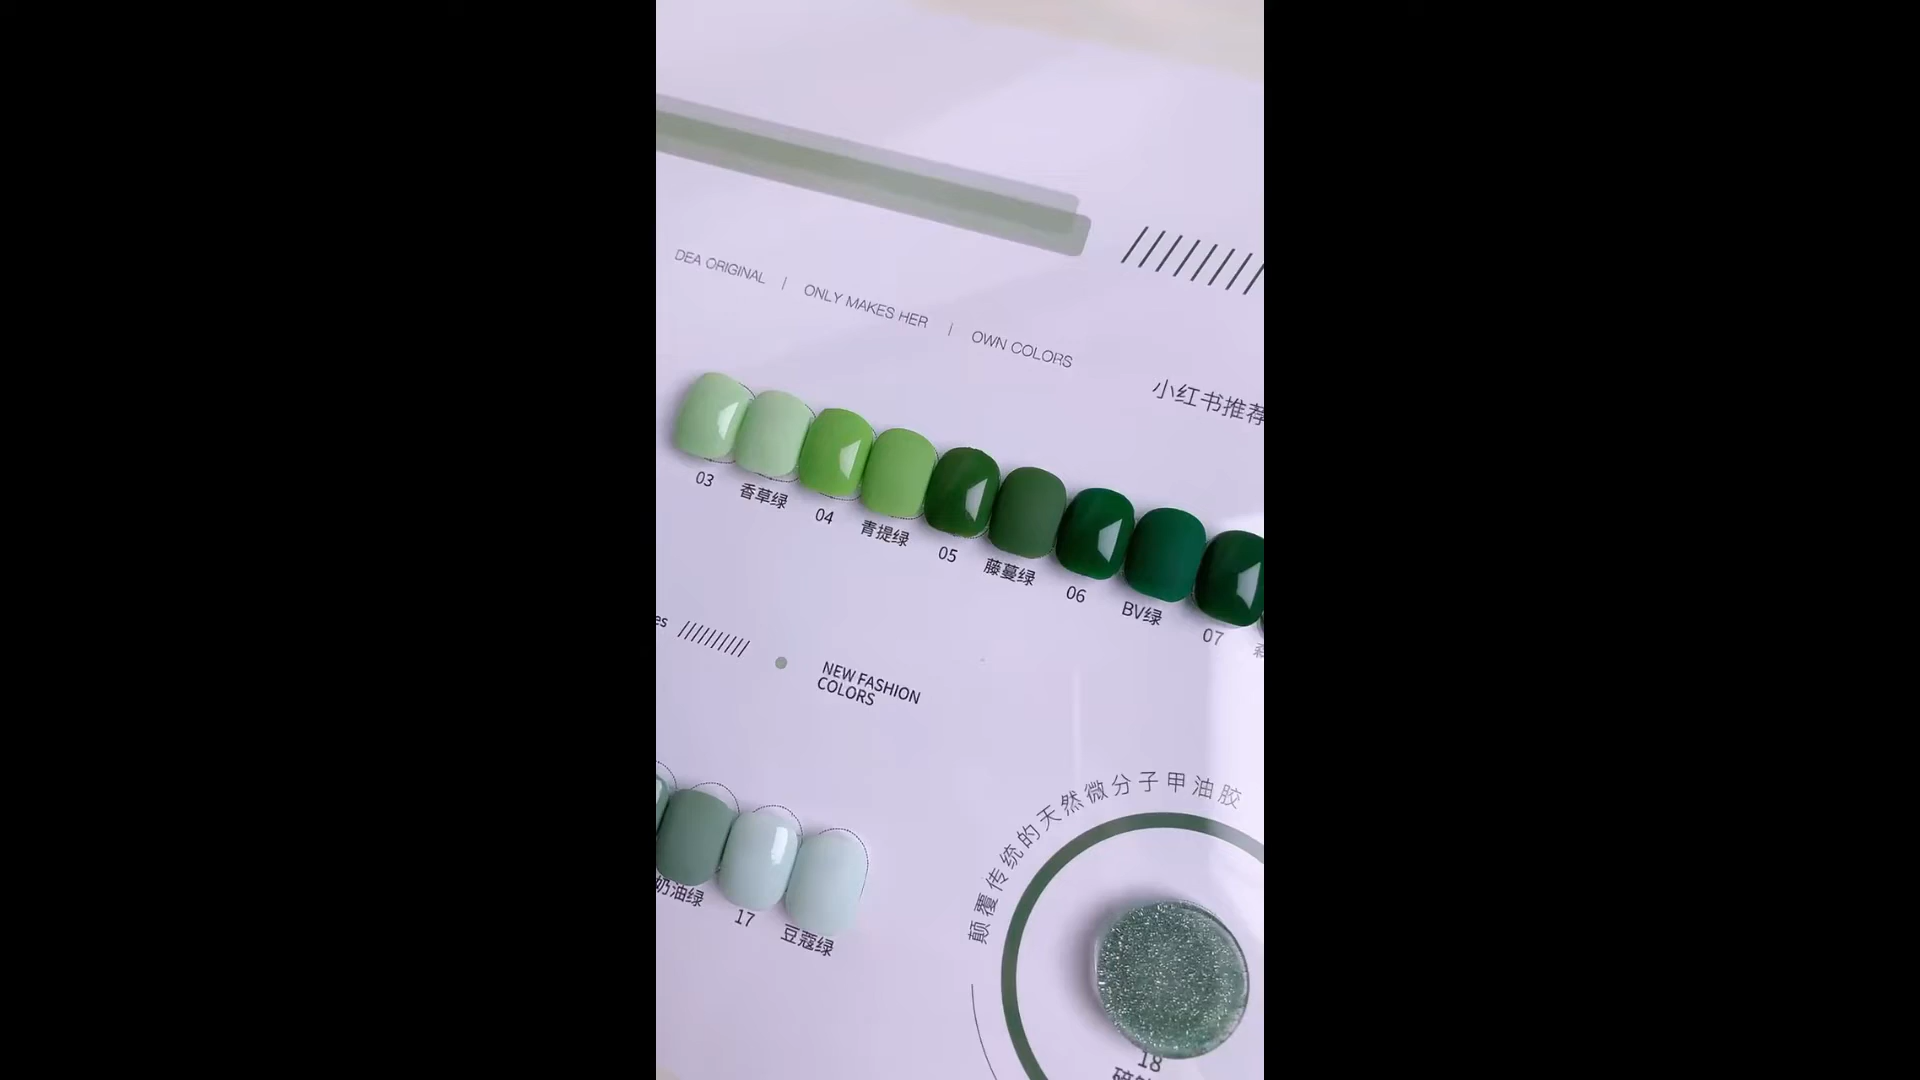 DEA ORIGINAL | ONLY MAKES HER | OWN COLORS
小红书推荐
03 香草绿 04 青提绿 05 藤蔓绿 06 BV绿 07
es
NEW FASHION
COLORS
奶油绿 17 豆蔻绿
颠覆传统的天然微分子甲油胶
18